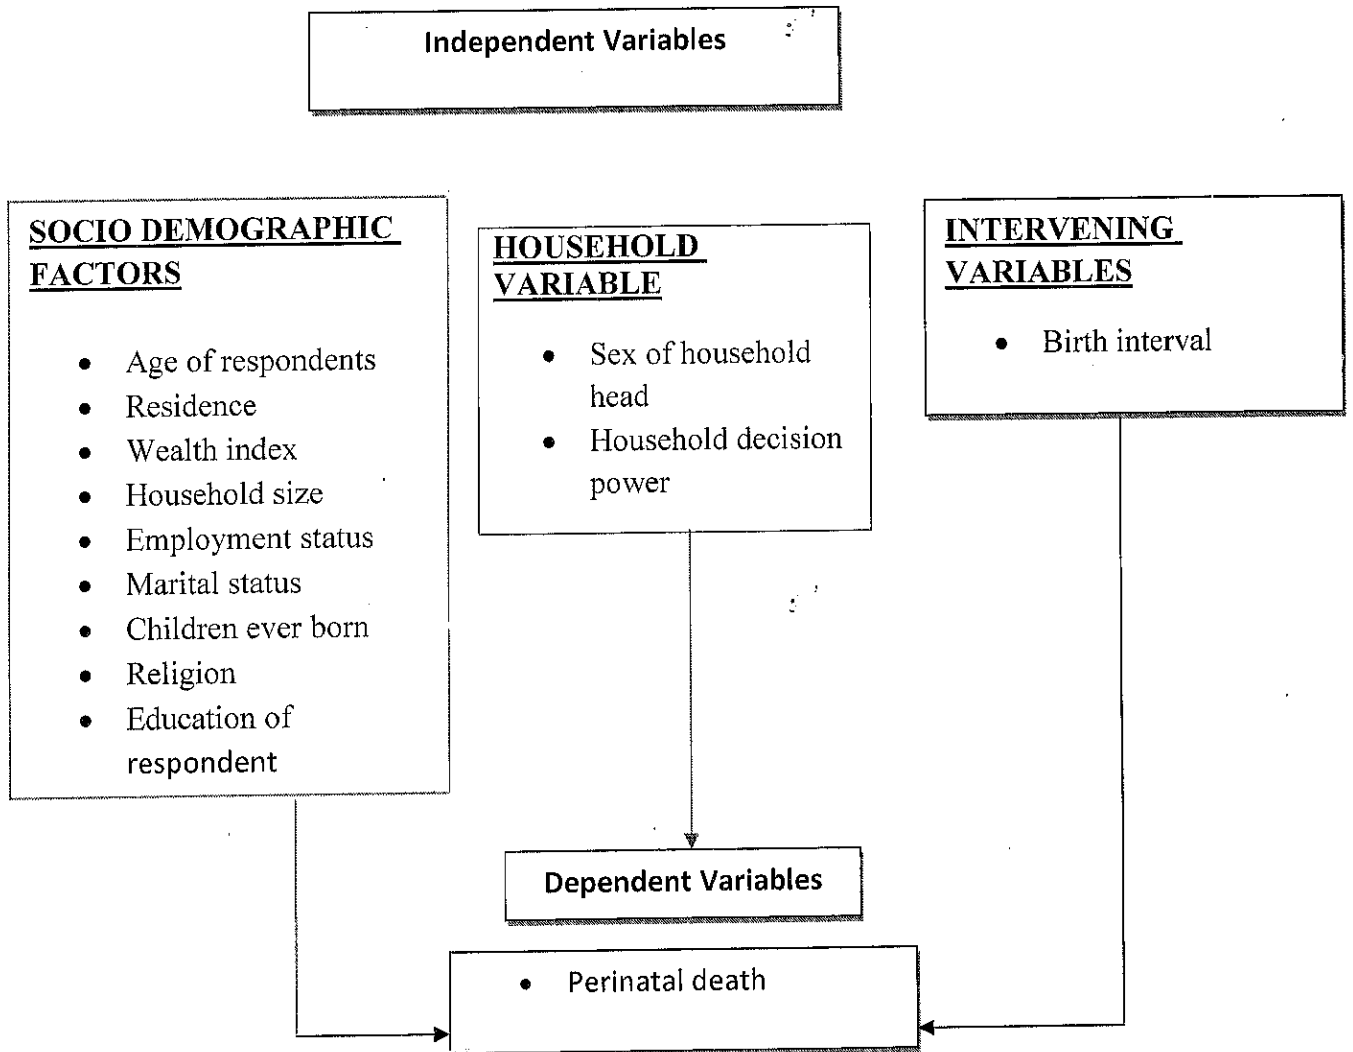 Independent Variables
SOCIO DEMOGRAPHIC
FACTORS
• Age of respondents
• Residence
• Wealth index
• Household size
• Employment status
• Marital status
• Children ever born
• Religion
• Education of
respondent
HOUSEHOLD
VARIABLE
• Sex of household
head
• Household decision
power
INTERVENING
VARIABLES
• Birth interval
Dependent Variables
• Perinatal death